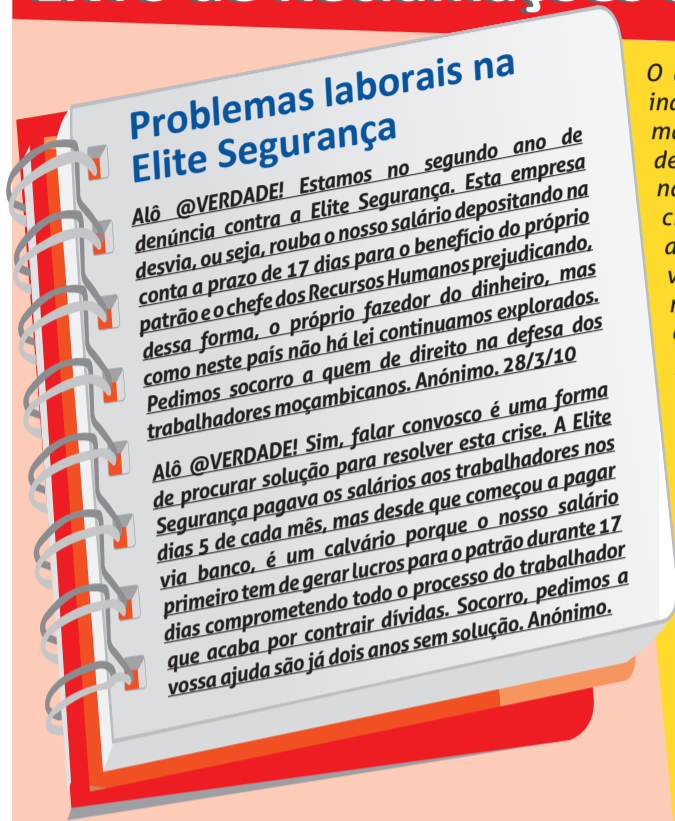 Problemas laborais na
Elite Segurança
Alô @VERDADE! Estamos no segundo ano de
denúncia contra a Elite Segurança. Esta empresa
desvia, ou seja, rouba o nosso salário depositando na
conta a prazo de 17 dias para o benefício do próprio
patrão e o chefe dos Recursos Humanos prejudicando,
dessa forma, o próprio fazedor do dinheiro, mas
como neste país não há lei continuamos explorados.
Pedimos socorro a quem de direito na defesa dos
trabalhadores moçambicanos. Anónimo. 28/3/10
Alô @VERDADE! Sim, falar convosco é uma forma
de procurar solução para resolver esta crise. A Elite
Segurança pagava os salários aos trabalhadores nos
dias 5 de cada mês, mas desde que começou a pagar
via banco, é um calvário porque o nosso salário
primeiro tem de gerar lucros para o patrão durante 17
dias comprometendo todo o processo do trabalhador
que acaba por contrair dívidas. Socorro, pedimos a
vossa ajuda são já dois anos sem solução. Anónimo.